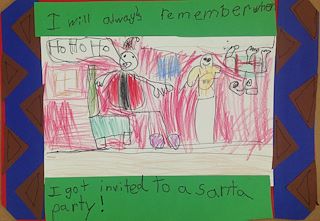 I will always remember when
Ho Ho Ho
I got invited to a santa
party!